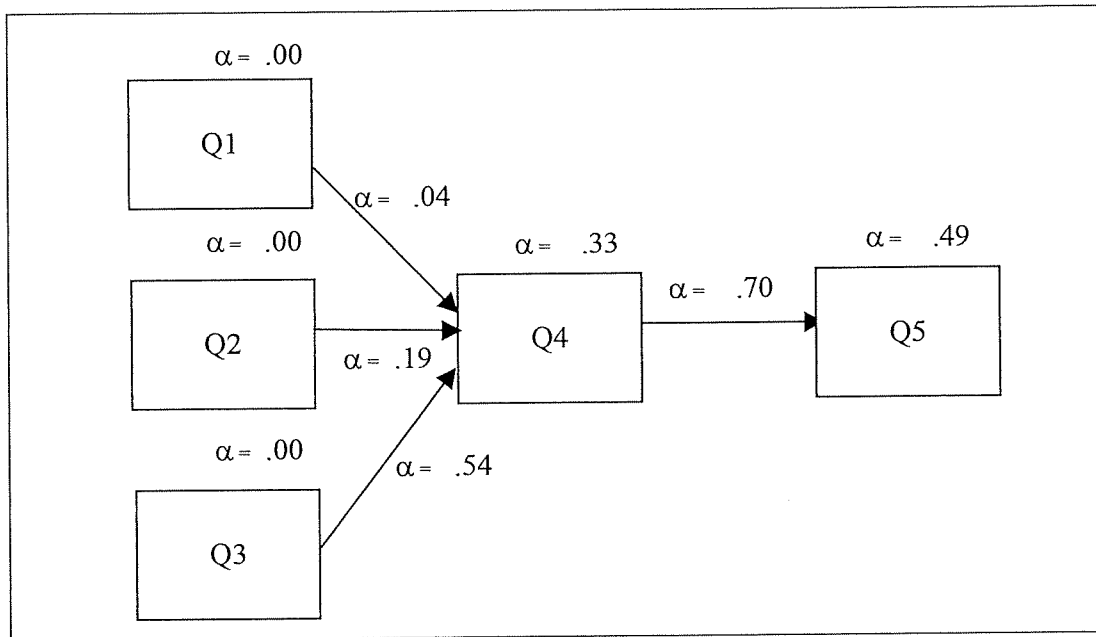 α = .00
Q1
α = .04
α = .00
Q2
α = .19
α = .00
Q3
α = .54
α = .33
Q4
α = .70
α = .49
Q5